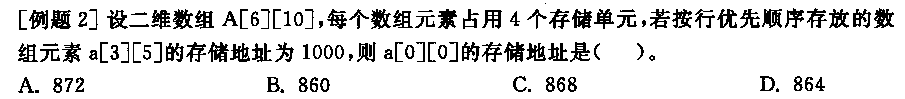 [例题 2] 设二维数组 A[6][10],每个数组元素占用 4 个存储单元,若按行优先顺序存放的数
组元素 a[3][5]的存储地址为 1000,则 a[0][0]的存储地址是(　　)。
A. 872　　B. 860　　C. 868　　D. 864